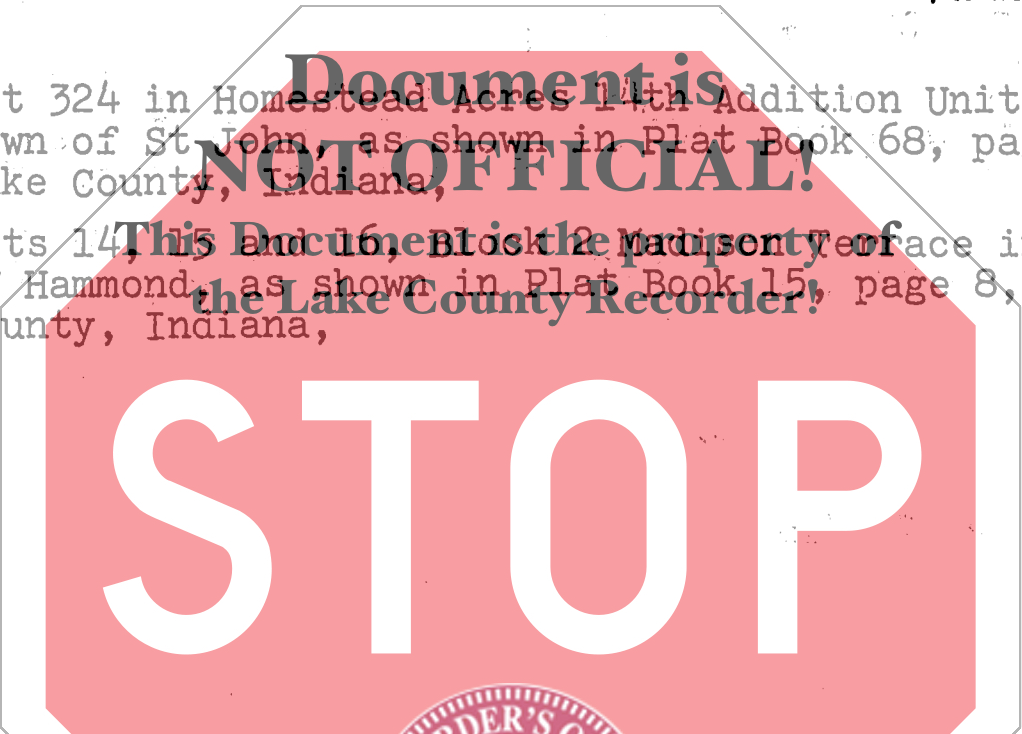 Document is
t 324 in Homestead Acres 14th Addition Unit
NOT OFFICIAL!
wn of St. John, as shown in Plat Book 68, pa
ke County, Indiana,
This Document is the property of
ts 14, 15 and 16, Block 2 Madison Terrace i
Hammond, as shown in Plat Book 15, page 8,
the Lake County Recorder!
unty, Indiana,
STOP
RDER'S O